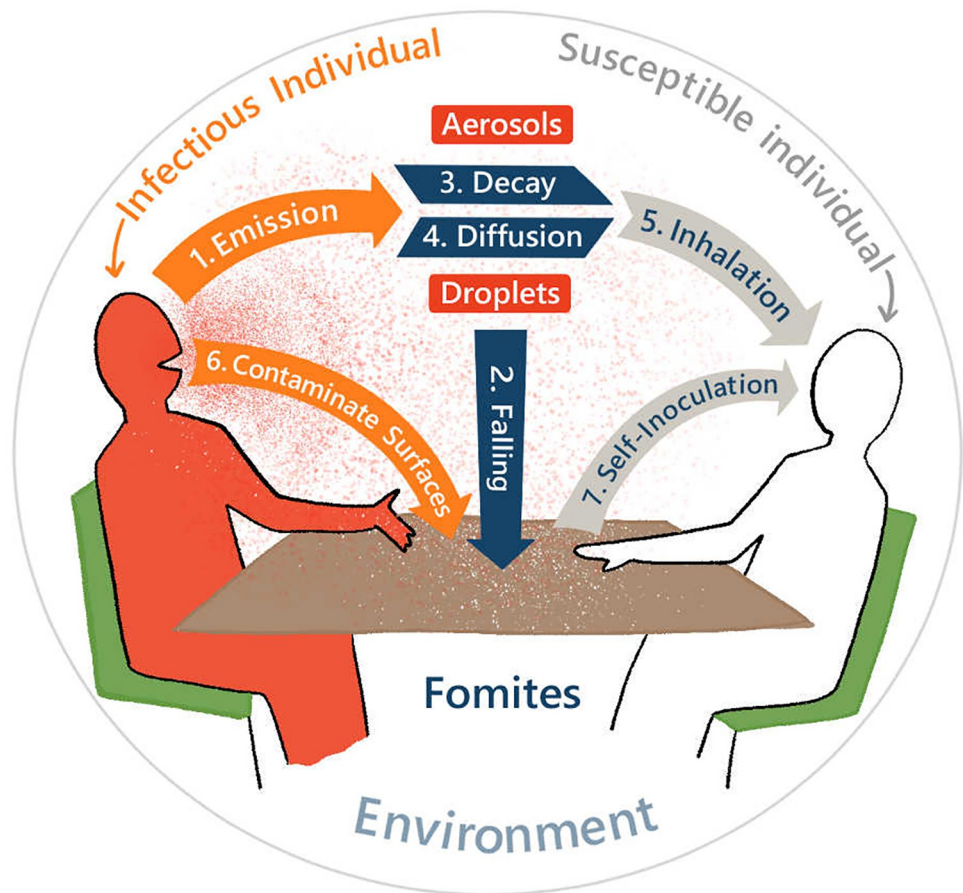 Infectious Individual
Susceptible individual
Aerosols
1. Emission
3. Decay
4. Diffusion
5. Inhalation
Droplets
6. Contaminate Surfaces
2. Falling
7. Self-Inoculation
Fomites
Environment